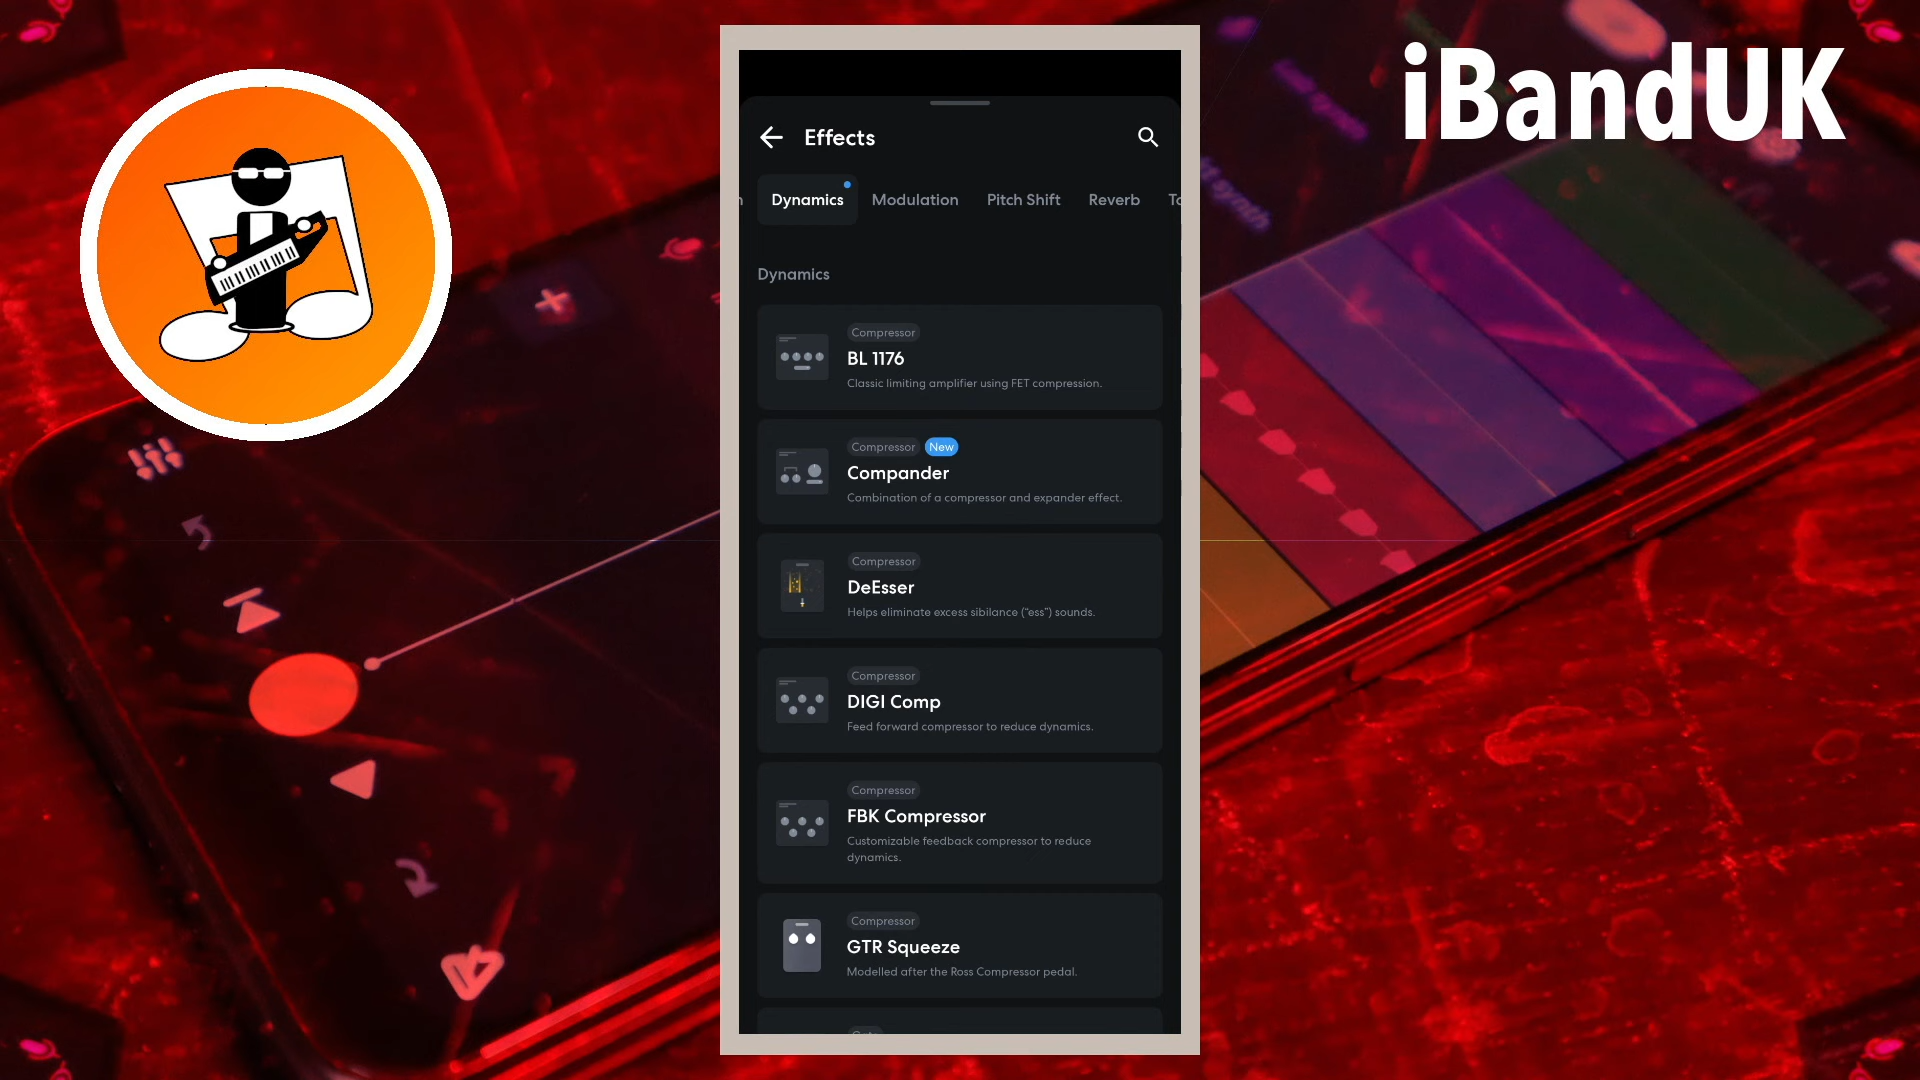 iBandUK
Effects
Dynamics
Modulation
Pitch Shift
Reverb
Dynamics
Compressor
BL 1176
Classic limiting amplifier using FET compression.
Compressor New
Compander
Combination of a compressor and expander effect.
Compressor
DeEsser
Helps eliminate excess sibilance ("ess") sounds.
Compressor
DIGI Comp
Feed forward compressor to reduce dynamics.
Compressor
FBK Compressor
Customizable feedback compressor to reduce
dynamics.
Compressor
GTR Squeeze
Modelled after the Ross Compressor pedal.